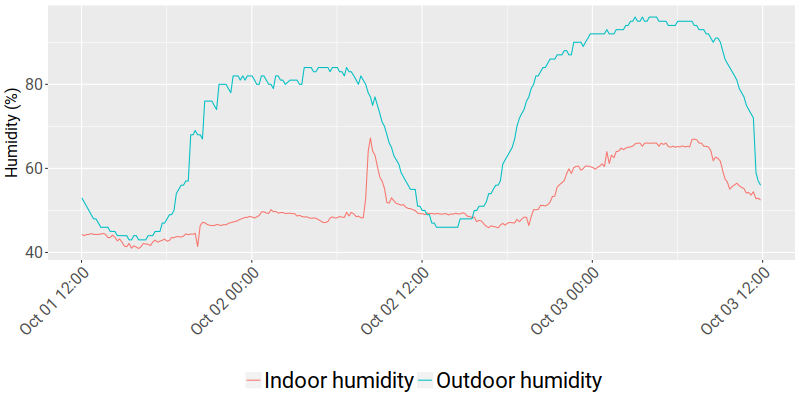 Humidity (%)
80
60
40
Oct 01 12:00
Oct 02 00:00
Oct 02 12:00
Oct 03 00:00
Oct 03 12:00
Indoor humidity Outdoor humidity